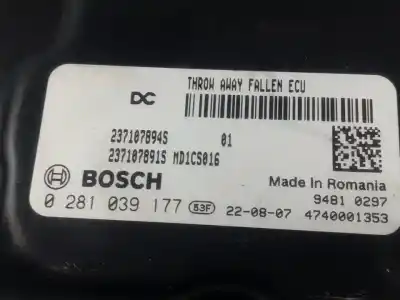 THROW AWAY FALLEN ECU
DC
237107894S 01
237107891S MD1CS016
BOSCH
Made in Romania
9481 0297
0 281 039 177 53F 22-08-07 4740001353